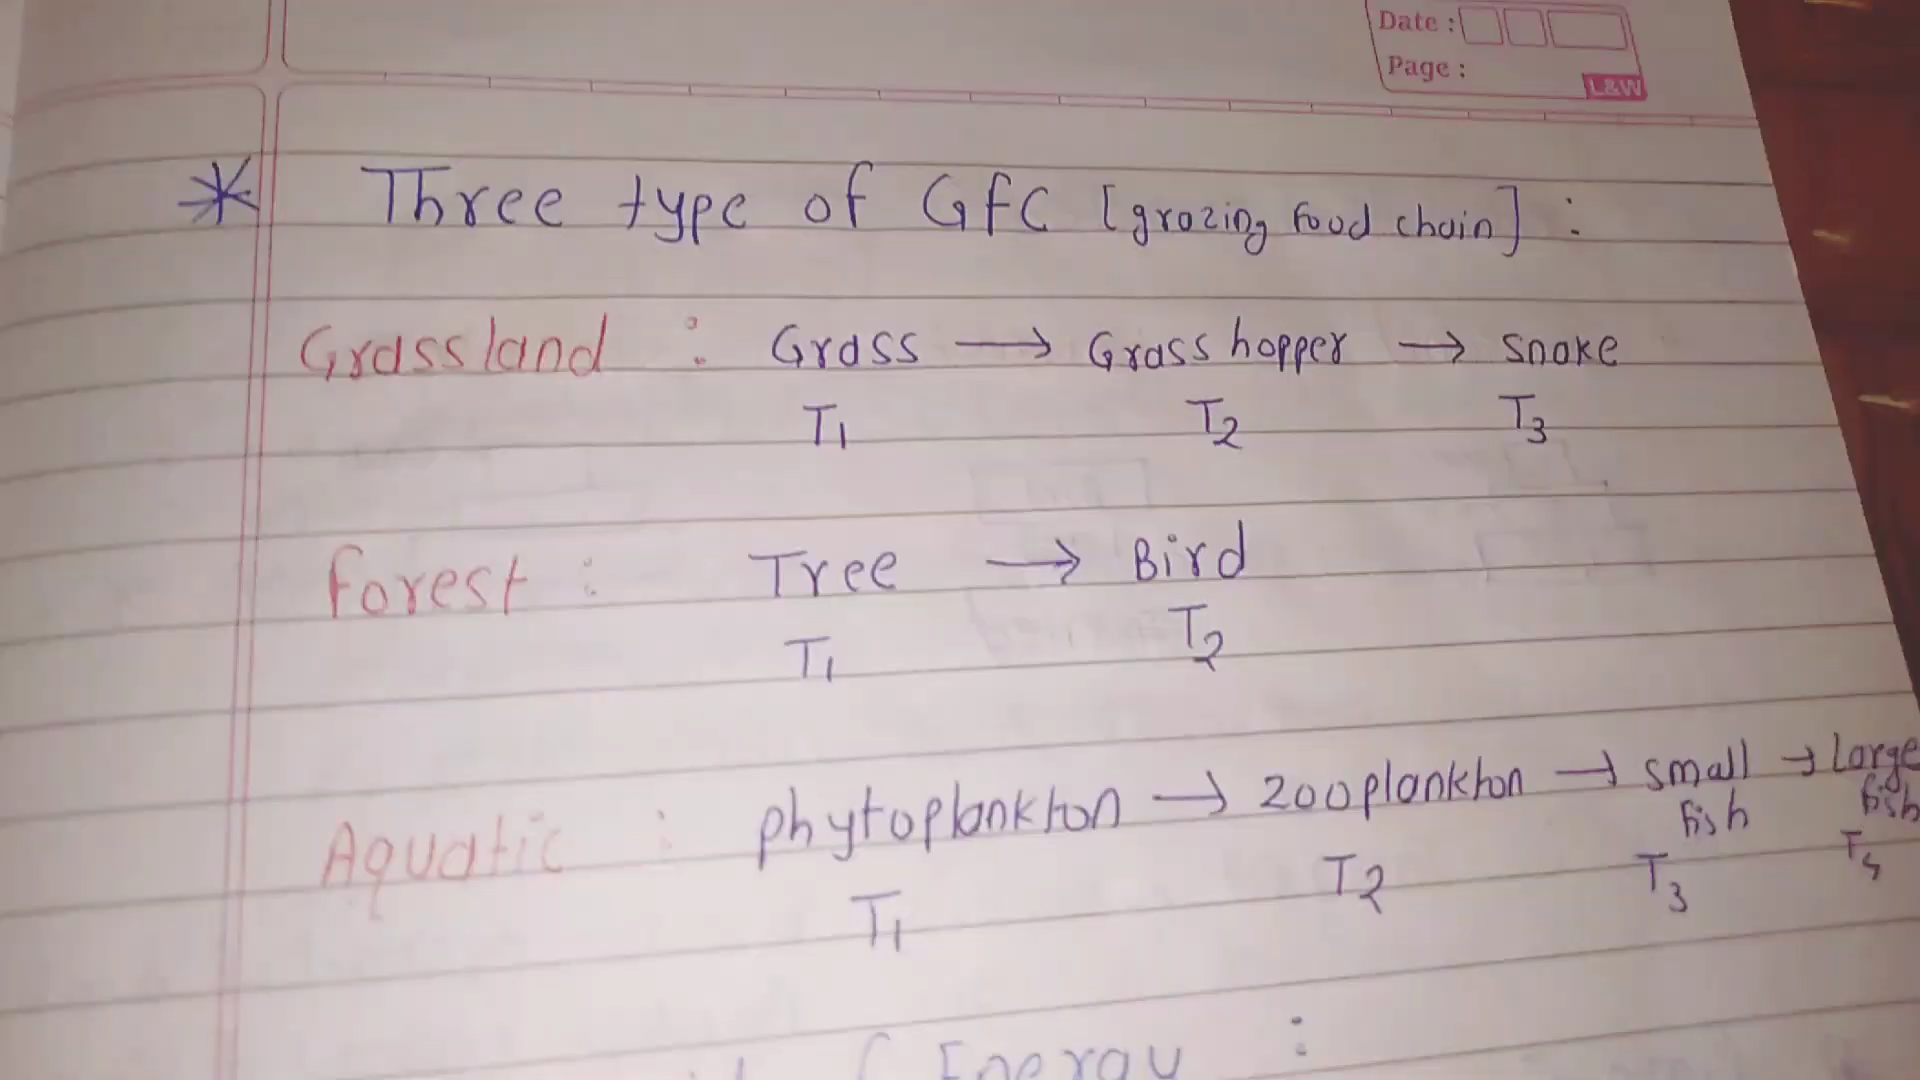 Date :
Page :
L&W
* Three type of GFC [grazing food chain] :
Grassland : Grass → Grass hopper → snake
T1 T2 T3
Forest : Tree → Bird
T1 T2
Aquatic : phytoplankton → zooplankton → small fish → Large fish
T1 T2 T3 T4
of Energy :